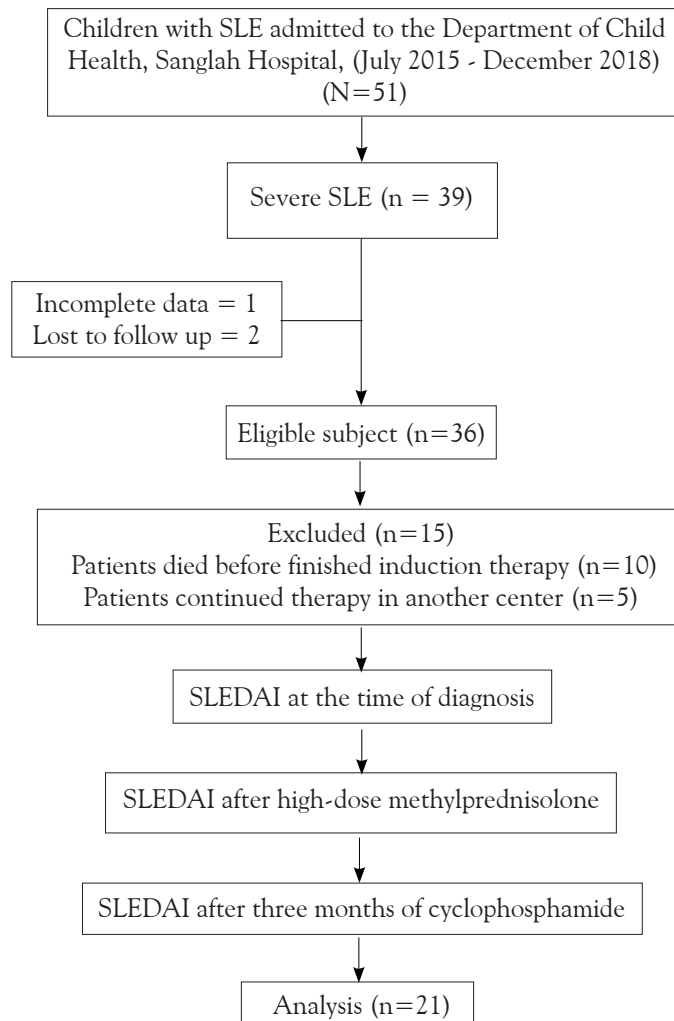 Children with SLE admitted to the Department of Child
Health, Sanglah Hospital, (July 2015 - December 2018)
(N=51)
Severe SLE (n = 39)
Incomplete data = 1
Lost to follow up = 2
Eligible subject (n=36)
Excluded (n=15)
Patients died before finished induction therapy (n=10)
Patients continued therapy in another center (n=5)
SLEDAI at the time of diagnosis
SLEDAI after high-dose methylprednisolone
SLEDAI after three months of cyclophosphamide
Analysis (n=21)